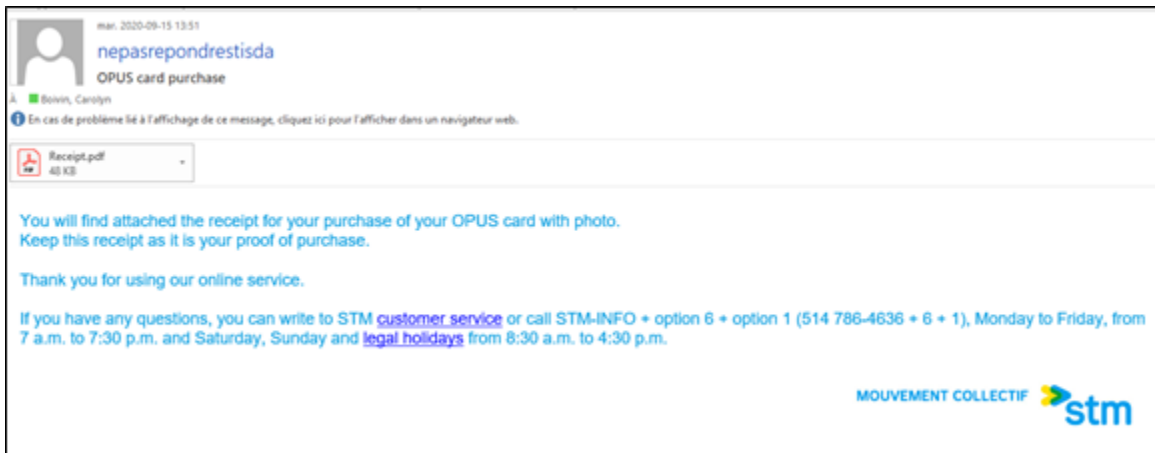 mar. 2020-09-15 13:51
nepasrepondrestisda
OPUS card purchase
À Boivin, Carolyn
En cas de problème lié à l'affichage de ce message, cliquez ici pour l'afficher dans un navigateur web.
Receipt.pdf
48 KB
You will find attached the receipt for your purchase of your OPUS card with photo.
Keep this receipt as it is your proof of purchase.
Thank you for using our online service.
If you have any questions, you can write to STM customer service or call STM-INFO + option 6 + option 1 (514 786-4636 + 6 + 1), Monday to Friday, from
7 a.m. to 7:30 p.m. and Saturday, Sunday and legal holidays from 8:30 a.m. to 4:30 p.m.
MOUVEMENT COLLECTIF stm